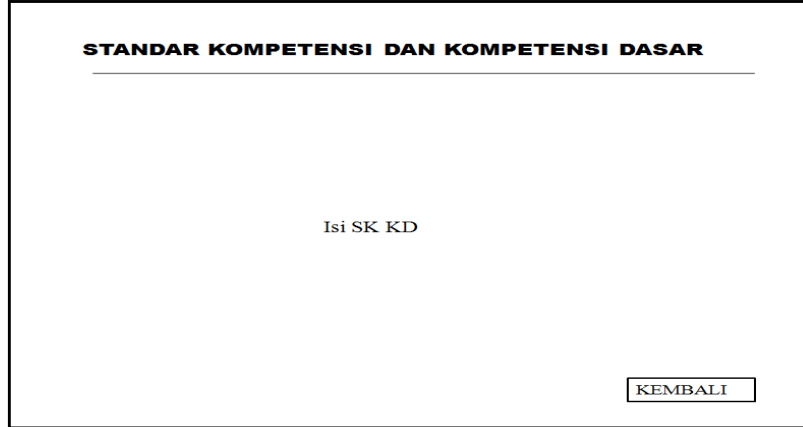 STANDAR KOMPETENSI DAN KOMPETENSI DASAR
Isi SK KD
KEMBALI